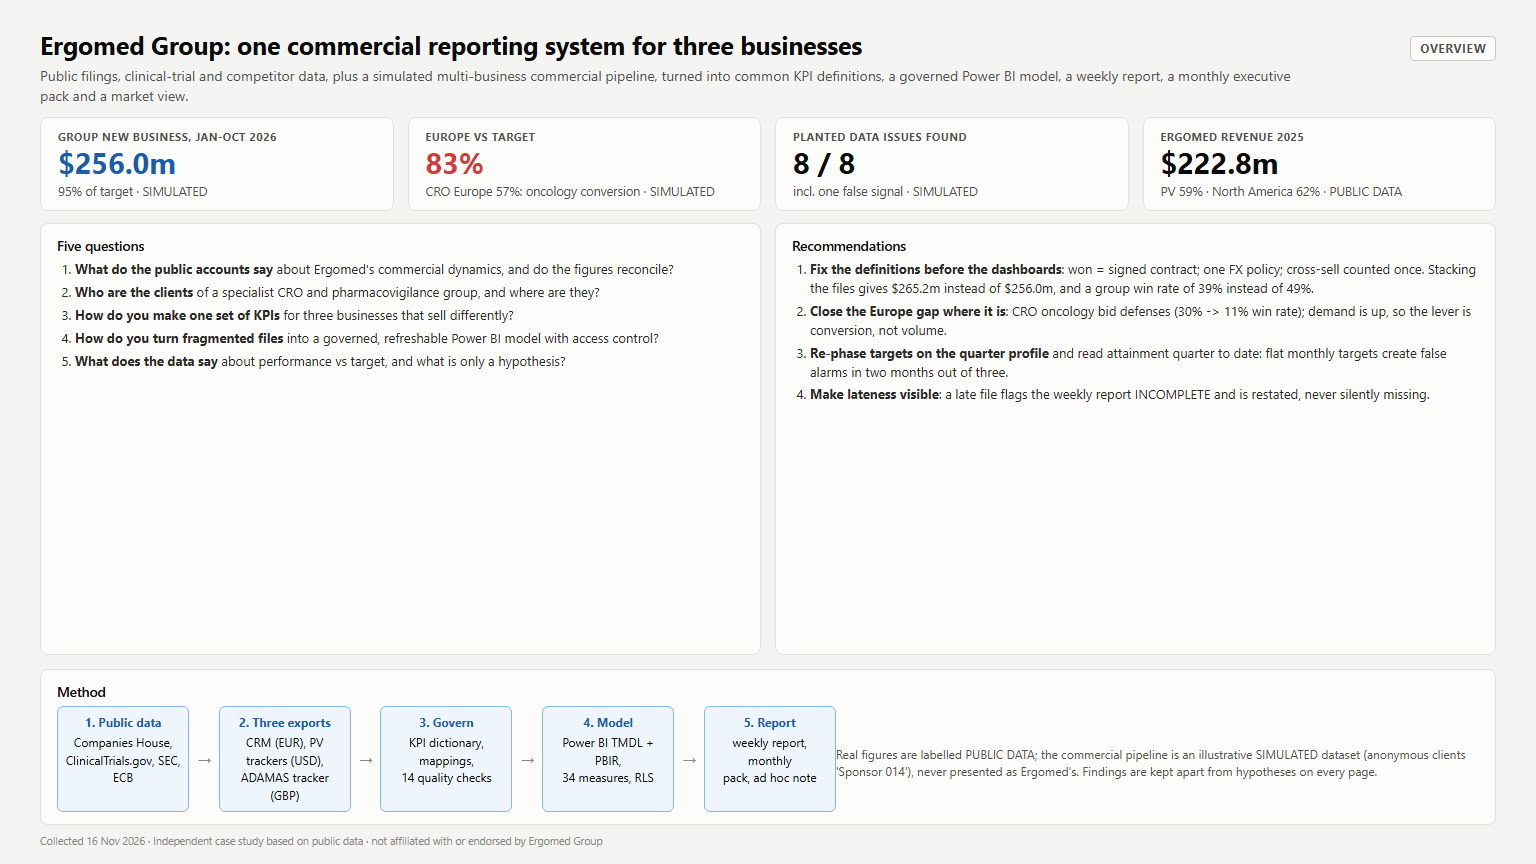 Ergomed Group: one commercial reporting system for three businesses
OVERVIEW
Public filings, clinical-trial and competitor data, plus a simulated multi-business commercial pipeline, turned into common KPI definitions, a governed Power BI model, a weekly report, a monthly executive
pack and a market view.
GROUP NEW BUSINESS, JAN-OCT 2026
$256.0m
95% of target · SIMULATED
EUROPE VS TARGET
83%
CRO Europe 57%: oncology conversion · SIMULATED
PLANTED DATA ISSUES FOUND
8 / 8
incl. one false signal · SIMULATED
ERGOMED REVENUE 2025
$222.8m
PV 59% · North America 62% · PUBLIC DATA
Five questions
1. What do the public accounts say about Ergomed's commercial dynamics, and do the figures reconcile?
2. Who are the clients of a specialist CRO and pharmacovigilance group, and where are they?
3. How do you make one set of KPIs for three businesses that sell differently?
4. How do you turn fragmented files into a governed, refreshable Power BI model with access control?
5. What does the data say about performance vs target, and what is only a hypothesis?
Recommendations
1. Fix the definitions before the dashboards: won = signed contract; one FX policy; cross-sell counted once. Stacking
the files gives $265.2m instead of $256.0m, and a group win rate of 39% instead of 49%.
2. Close the Europe gap where it is: CRO oncology bid defenses (30% -> 11% win rate); demand is up, so the lever is
conversion, not volume.
3. Re-phase targets on the quarter profile and read attainment quarter to date: flat monthly targets create false
alarms in two months out of three.
4. Make lateness visible: a late file flags the weekly report INCOMPLETE and is restated, never silently missing.
Method
1. Public data
Companies House,
ClinicalTrials.gov, SEC,
ECB
→
2. Three exports
CRM (EUR), PV
trackers (USD),
ADAMAS tracker
(GBP)
→
3. Govern
KPI dictionary,
mappings,
14 quality checks
→
4. Model
Power BI TMDL +
PBIR,
34 measures, RLS
→
5. Report
weekly report,
monthly
pack, ad hoc note
Real figures are labelled PUBLIC DATA; the commercial pipeline is an illustrative SIMULATED dataset (anonymous clients
'Sponsor 014'), never presented as Ergomed's. Findings are kept apart from hypotheses on every page.
Collected 16 Nov 2026 · Independent case study based on public data · not affiliated with or endorsed by Ergomed Group